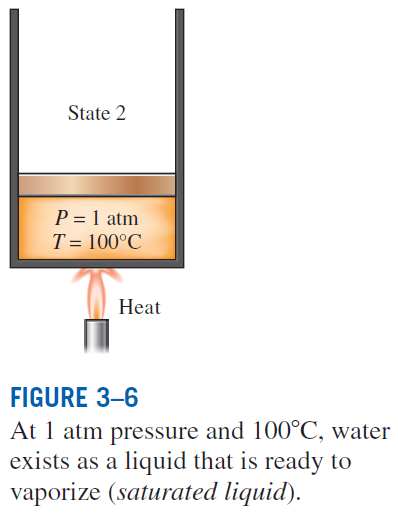 State 2
P = 1 atm
T = 100°C
Heat
FIGURE 3–6
At 1 atm pressure and 100°C, water
exists as a liquid that is ready to
vaporize (saturated liquid).